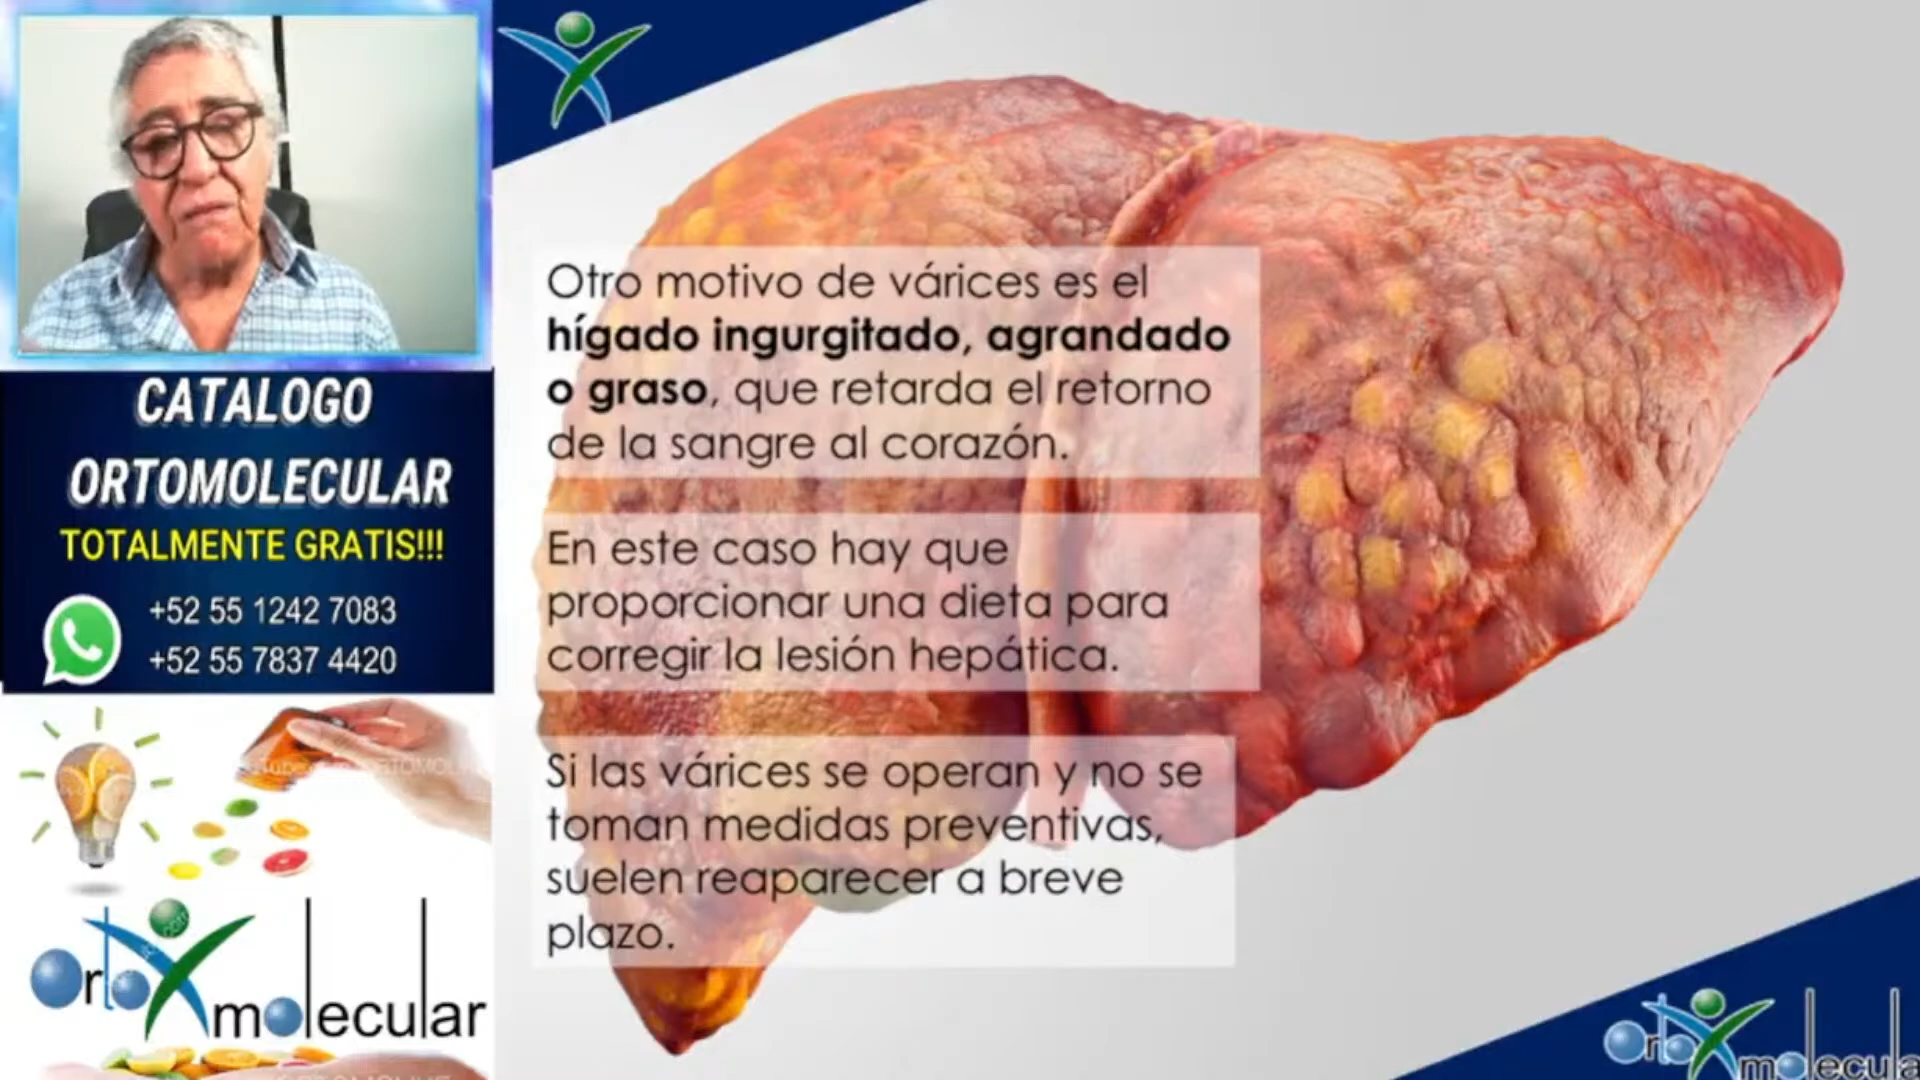 CATALOGO
ORTOMOLECULAR
TOTALMENTE GRATIS!!!
+52 55 1242 7083
+52 55 7837 4420
Ortomolecular
Otro motivo de várices es el
hígado ingurgitado, agrandado
o graso, que retarda el retorno
de la sangre al corazón.
En este caso hay que
proporcionar una dieta para
corregir la lesión hepática.
Si las várices se operan y no se
toman medidas preventivas,
suelen reaparecer a breve
plazo.
Orto
molecula